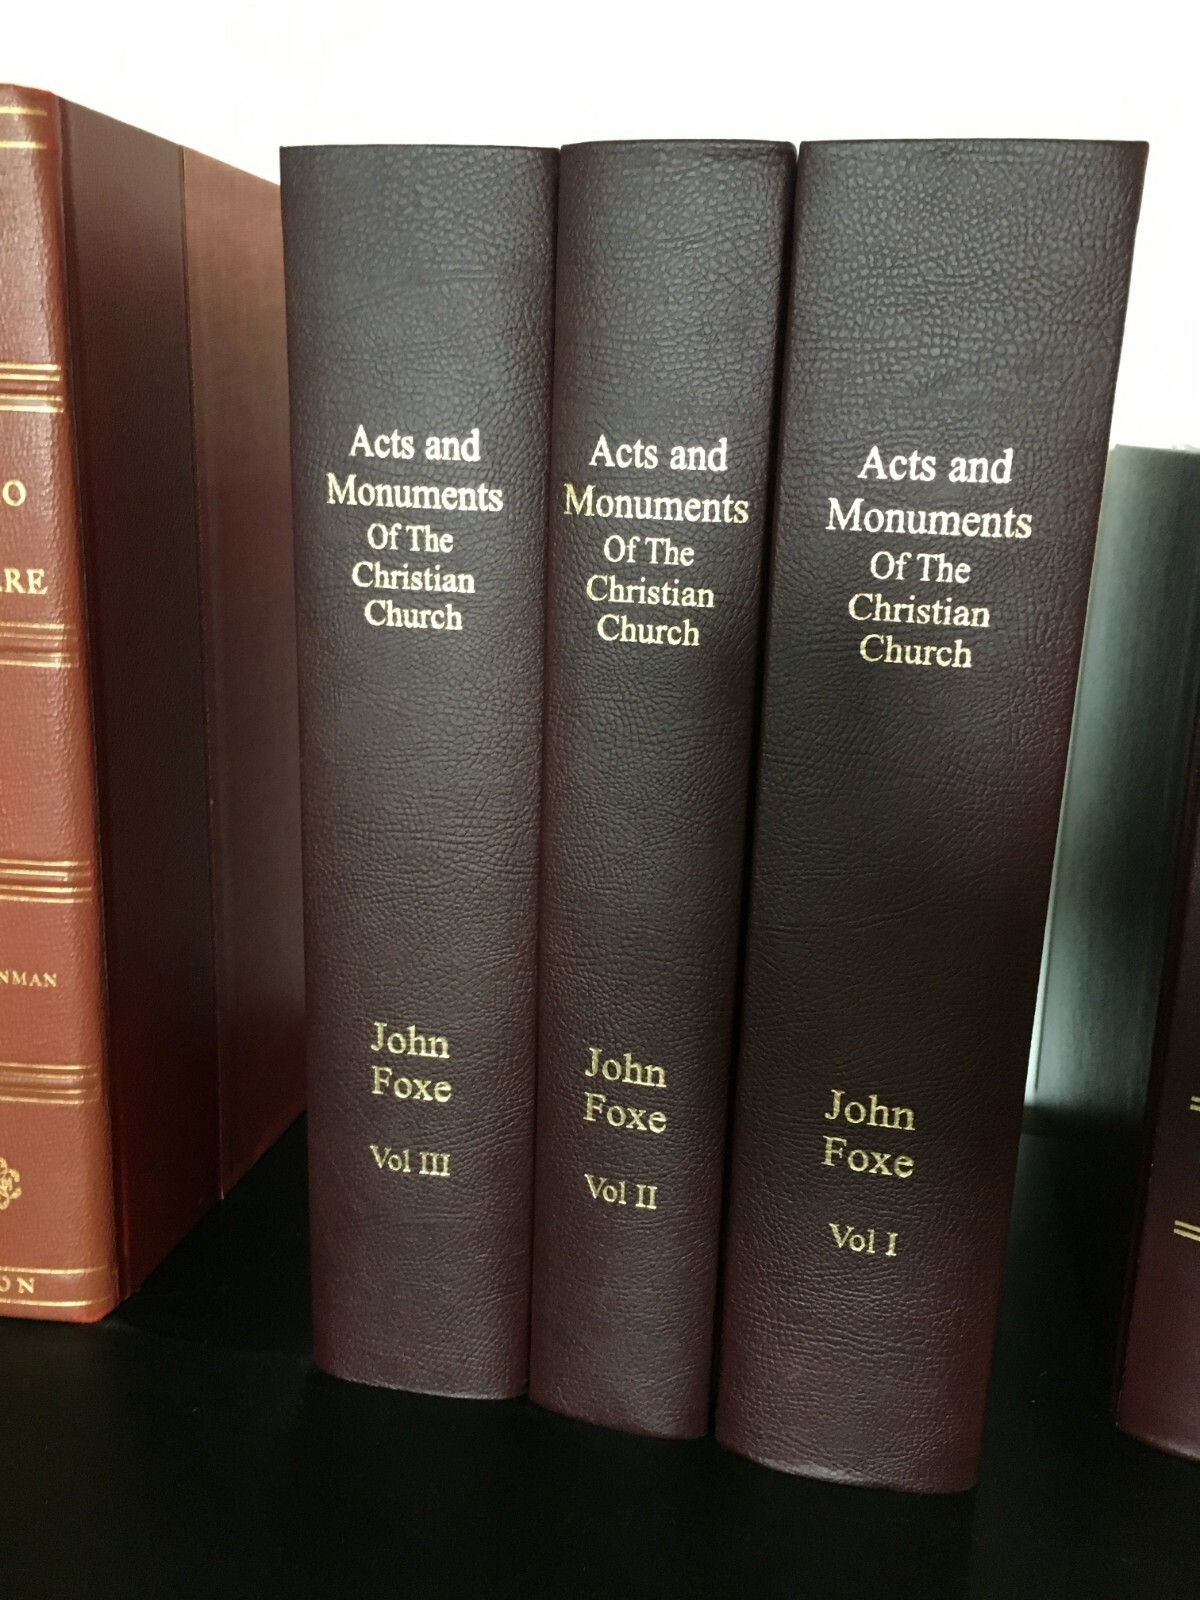 Acts and
Monuments
Of The
Christian
Church
John
Foxe
Vol III
Acts and
Monuments
Of The
Christian
Church
John
Foxe
Vol II
Acts and
Monuments
Of The
Christian
Church
John
Foxe
Vol I